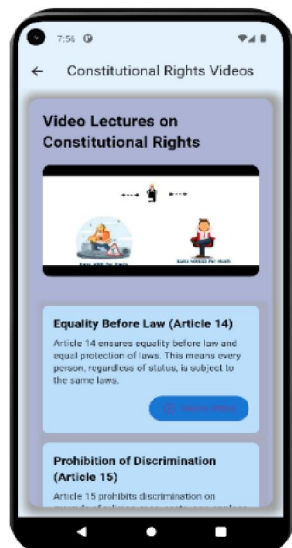 7:56
Constitutional Rights Videos
Video Lectures on
Constitutional Rights
Equality Before Law (Article 14)
Article 14 ensures equality before law and
equal protection of laws. This means every
person, regardless of status, is subject to
the same laws.
Prohibition of Discrimination
(Article 15)
Article 15 prohibits discrimination on